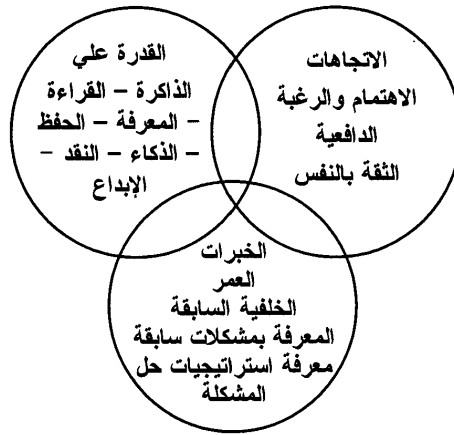 الاتجاهات
الاهتمام والرغبة
الدافعية
الثقة بالنفس
القدرة علي
الذاكرة – القراءة
– المعرفة – الحفظ
– الذكاء – النقد –
الإبداع
الخبرات
العمر
الخلفية السابقة
المعرفة بمشكلات سابقة
معرفة استراتيجيات حل
المشكلة